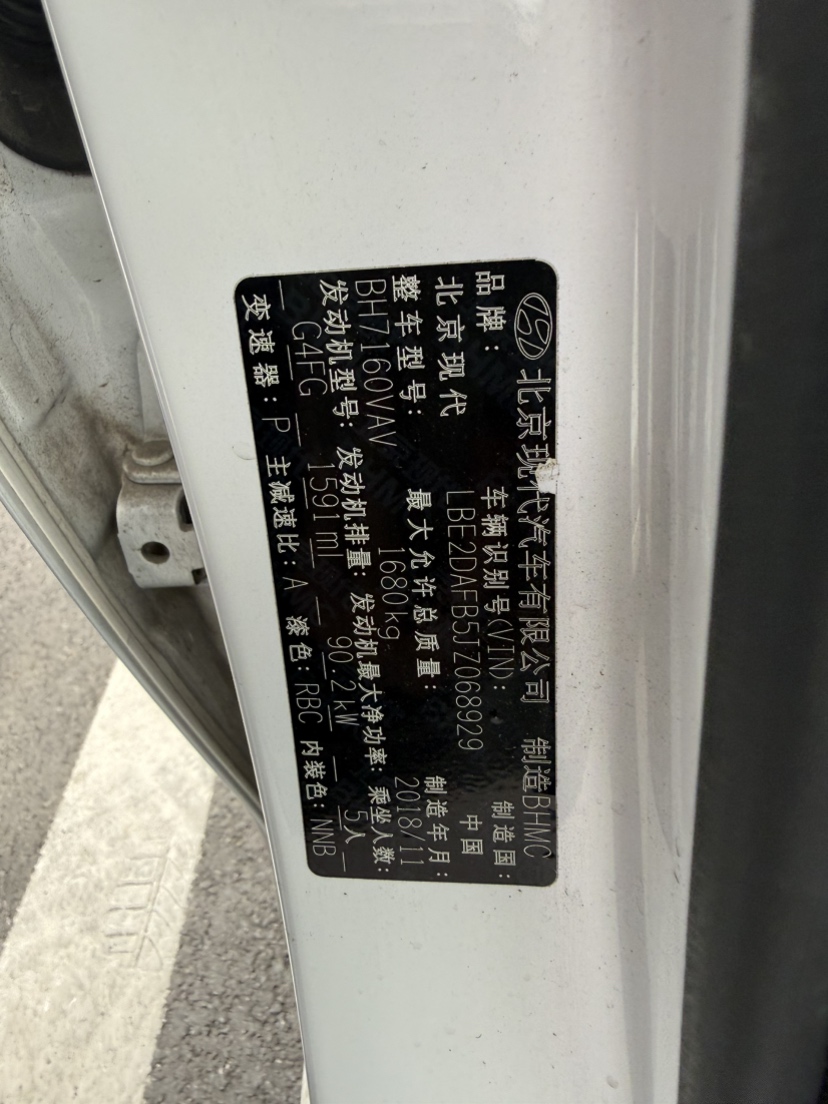 北京现代汽车有限公司 制造BHMC
品牌: 车辆识别号(VIN): 制造国:
北京现代 LBE2DAFB5JZ068929 中国
整车型号: 最大允许总质量: 制造年月:
BH7160VAV 1680kg 2018/11
发动机型号: 发动机排量: 发动机最大净功率: 乘坐人数:
G4FG 1591ml 90.2kW 5人
变速器: P 主减速比: A 漆色: RBC 内装色: NNB